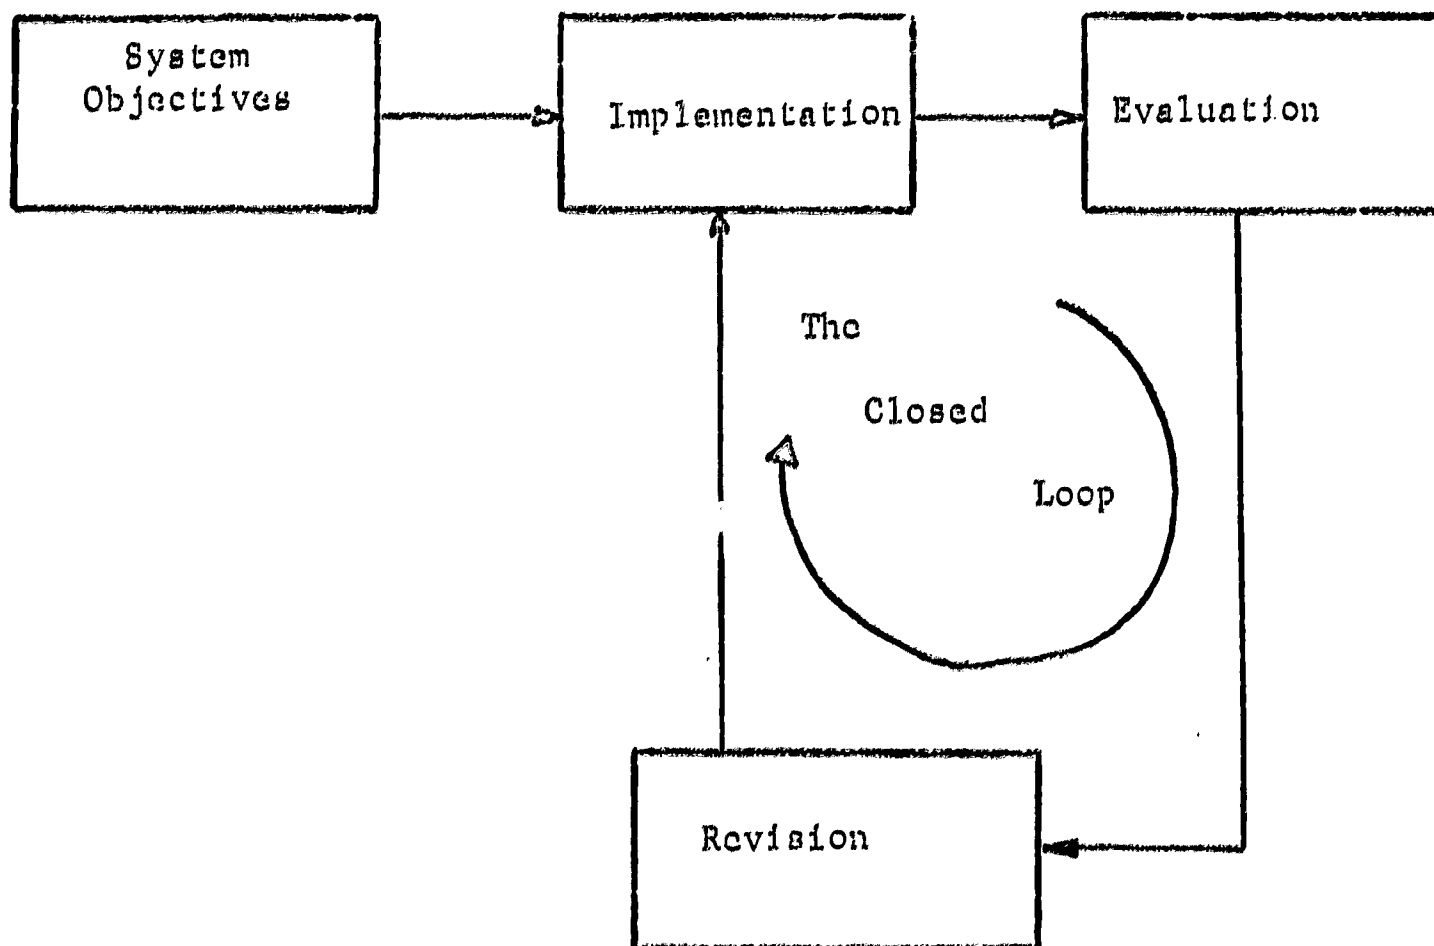 System
Objectives
Implementation
Evaluation
The
Closed
Loop
Revision